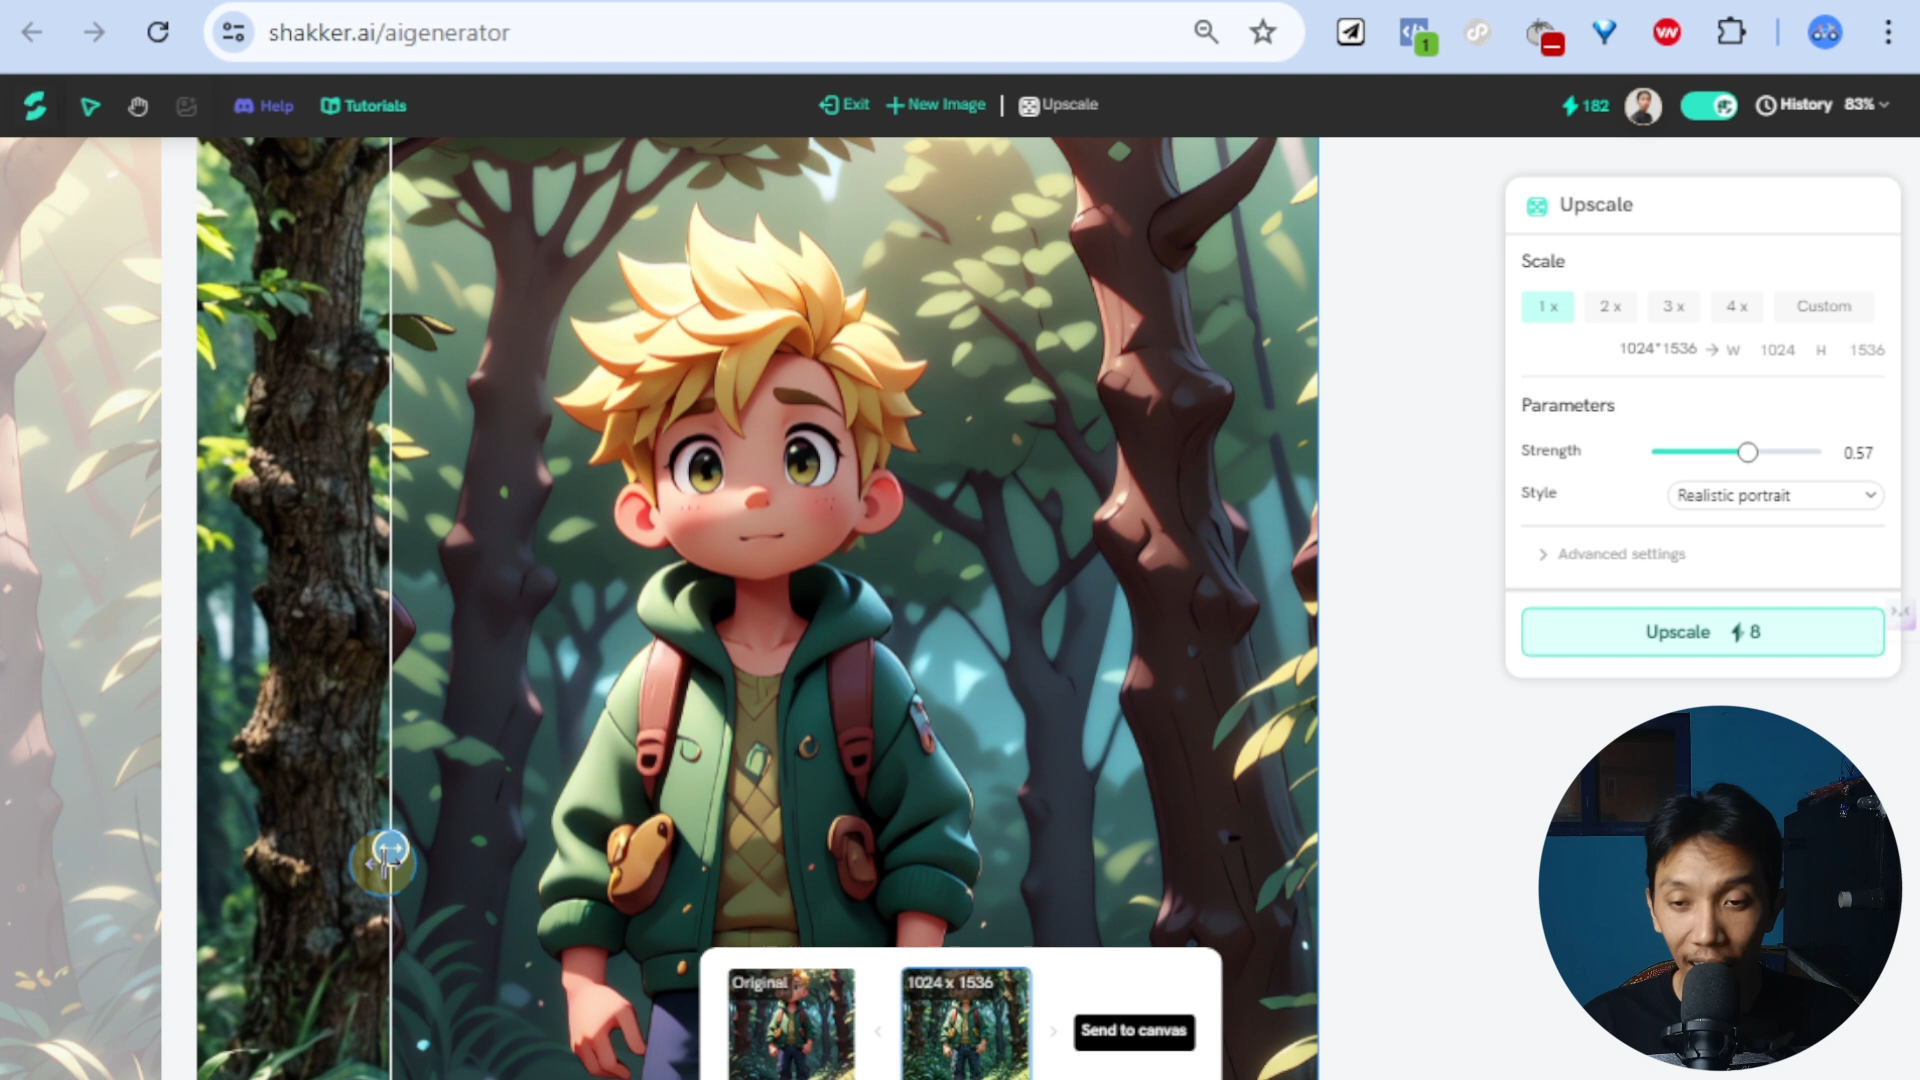 shakker.ai/aigenerator
1
Help
Tutorials
Exit
New Image
Upscale
182
History
83%
Upscale
Scale
1 x
2 x
3 x
4 x
Custom
1024*1536 → W 1024 H 1536
Parameters
Strength
0.57
Style
Realistic portrait
Advanced settings
Upscale 8
Original
1024 x 1536
Send to canvas